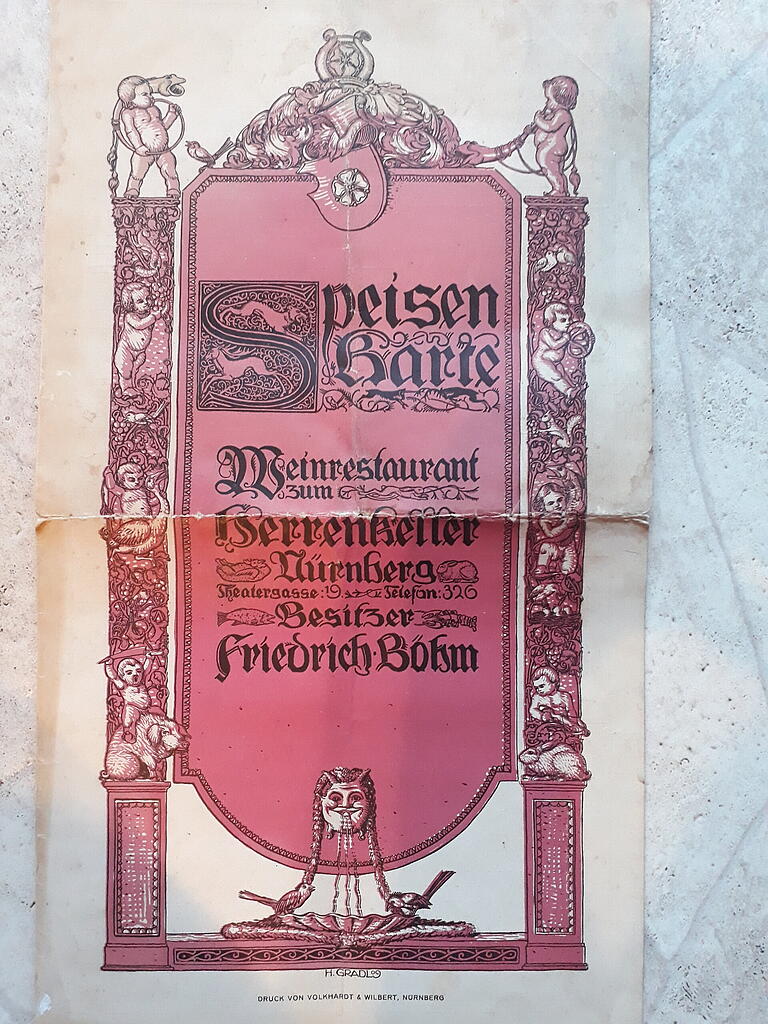 Speisen
Karte
Weinrestaurant
zum
Herrenkeller
Nürnberg
Theatergasse: 19. Telefon: 326
Besitzer
Friedrich Böhm
H. GRADL 09
DRUCK VON VOLKHARDT & WILBERT, NÜRNBERG